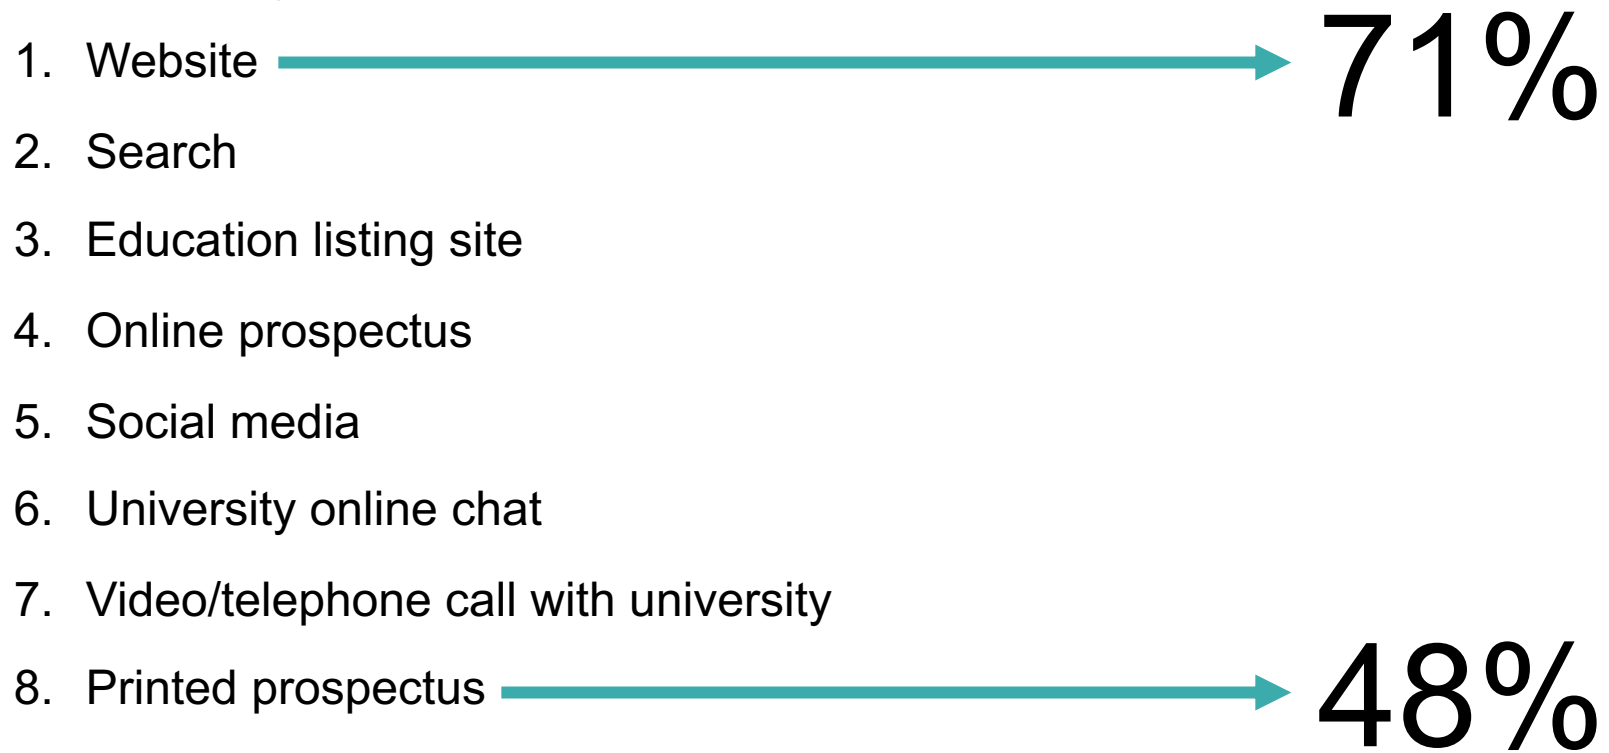 1. Website 71%
2. Search
3. Education listing site
4. Online prospectus
5. Social media
6. University online chat
7. Video/telephone call with university
8. Printed prospectus 48%